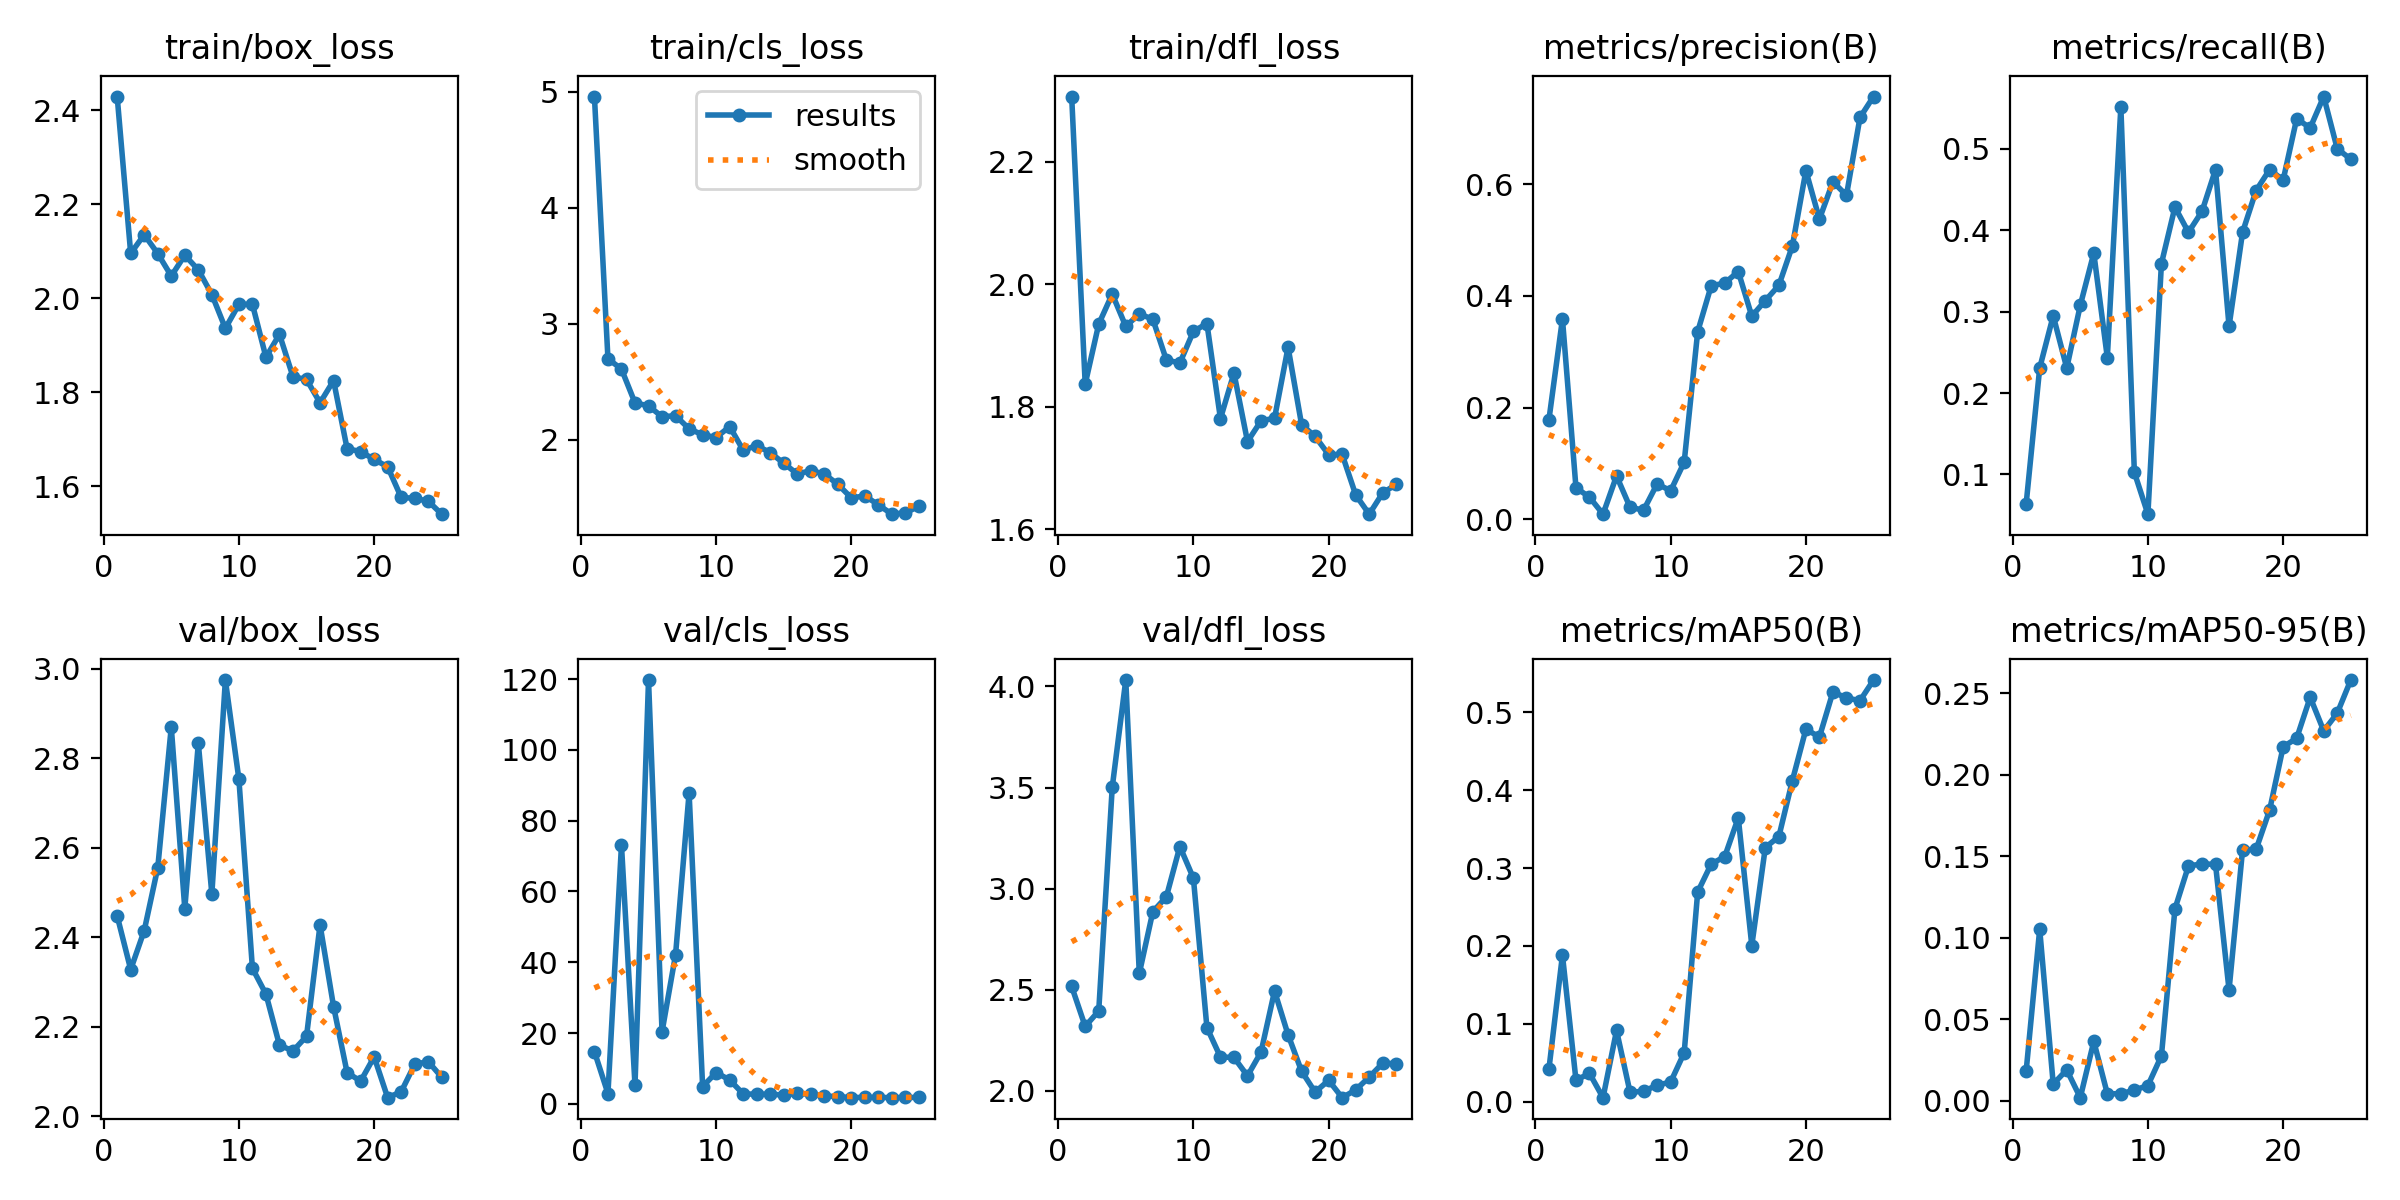 train/box_loss
2.4
2.2
2.0
1.8
1.6
0 10 20
train/cls_loss
results
smooth
5
4
3
2
0 10 20
train/dfl_loss
2.2
2.0
1.8
1.6
0 10 20
metrics/precision(B)
0.6
0.4
0.2
0.0
0 10 20
metrics/recall(B)
0.5
0.4
0.3
0.2
0.1
0 10 20
val/box_loss
3.0
2.8
2.6
2.4
2.2
2.0
0 10 20
val/cls_loss
120
100
80
60
40
20
0
0 10 20
val/dfl_loss
4.0
3.5
3.0
2.5
2.0
0 10 20
metrics/mAP50(B)
0.5
0.4
0.3
0.2
0.1
0.0
0 10 20
metrics/mAP50-95(B)
0.25
0.20
0.15
0.10
0.05
0.00
0 10 20